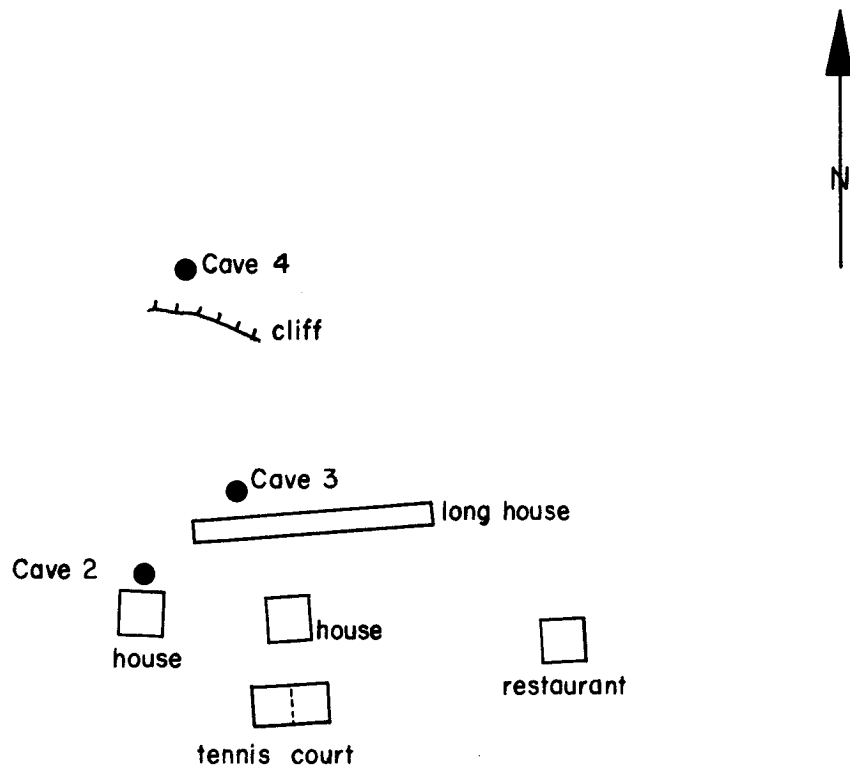 N
Cave 4
cliff
Cave 3
long house
Cave 2
house
house
restaurant
tennis court